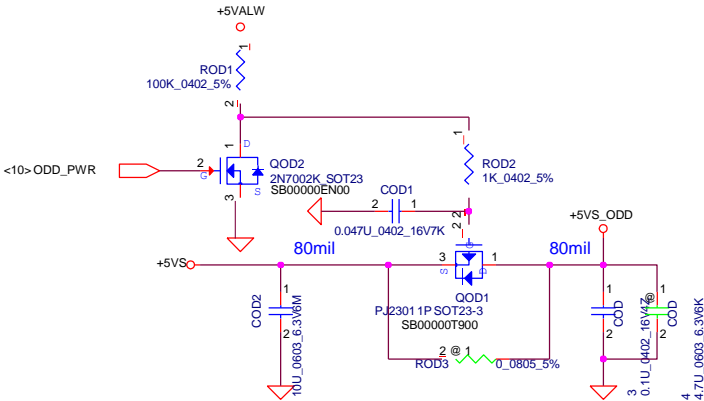 +5VALW
1
ROD1
100K_0402_5%
2
1
D
<10> ODD_PWR
2
G
QOD2
2N7002K_SOT23
S
SB00000EN00
3
1
ROD2
1K_0402_5%
2
COD1
2
1
0.047U_0402_16V7K
2
G
+5VS_ODD
80mil
80mil
+5VS
3
1
S
D
QOD1
PJ2301 1P SOT23-3
SB00000T900
1
COD2
2
10U_0603_6.3V6M
2 @ 1
ROD3
0_0805_5%
1
COD
2
3
0.1U_0402_16V4Z
1
@
COD
2
4
4.7U_0603_6.3V6K